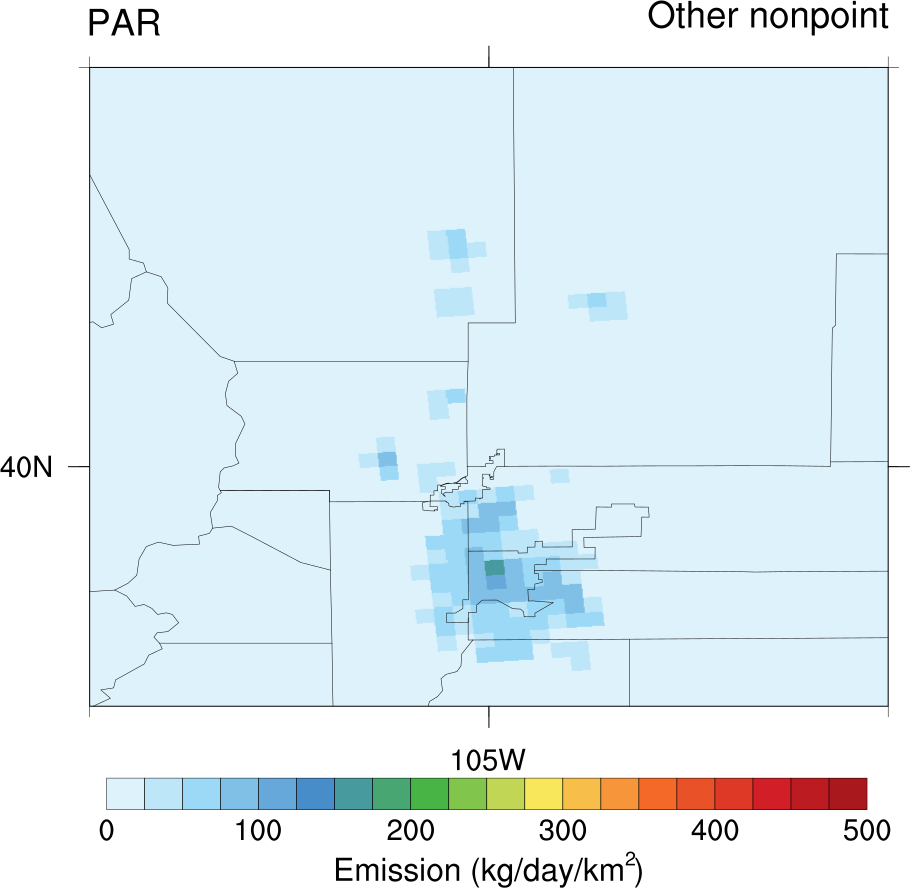 PAR Other nonpoint
40N
105W
0 100 200 300 400 500
Emission (kg/day/km²)